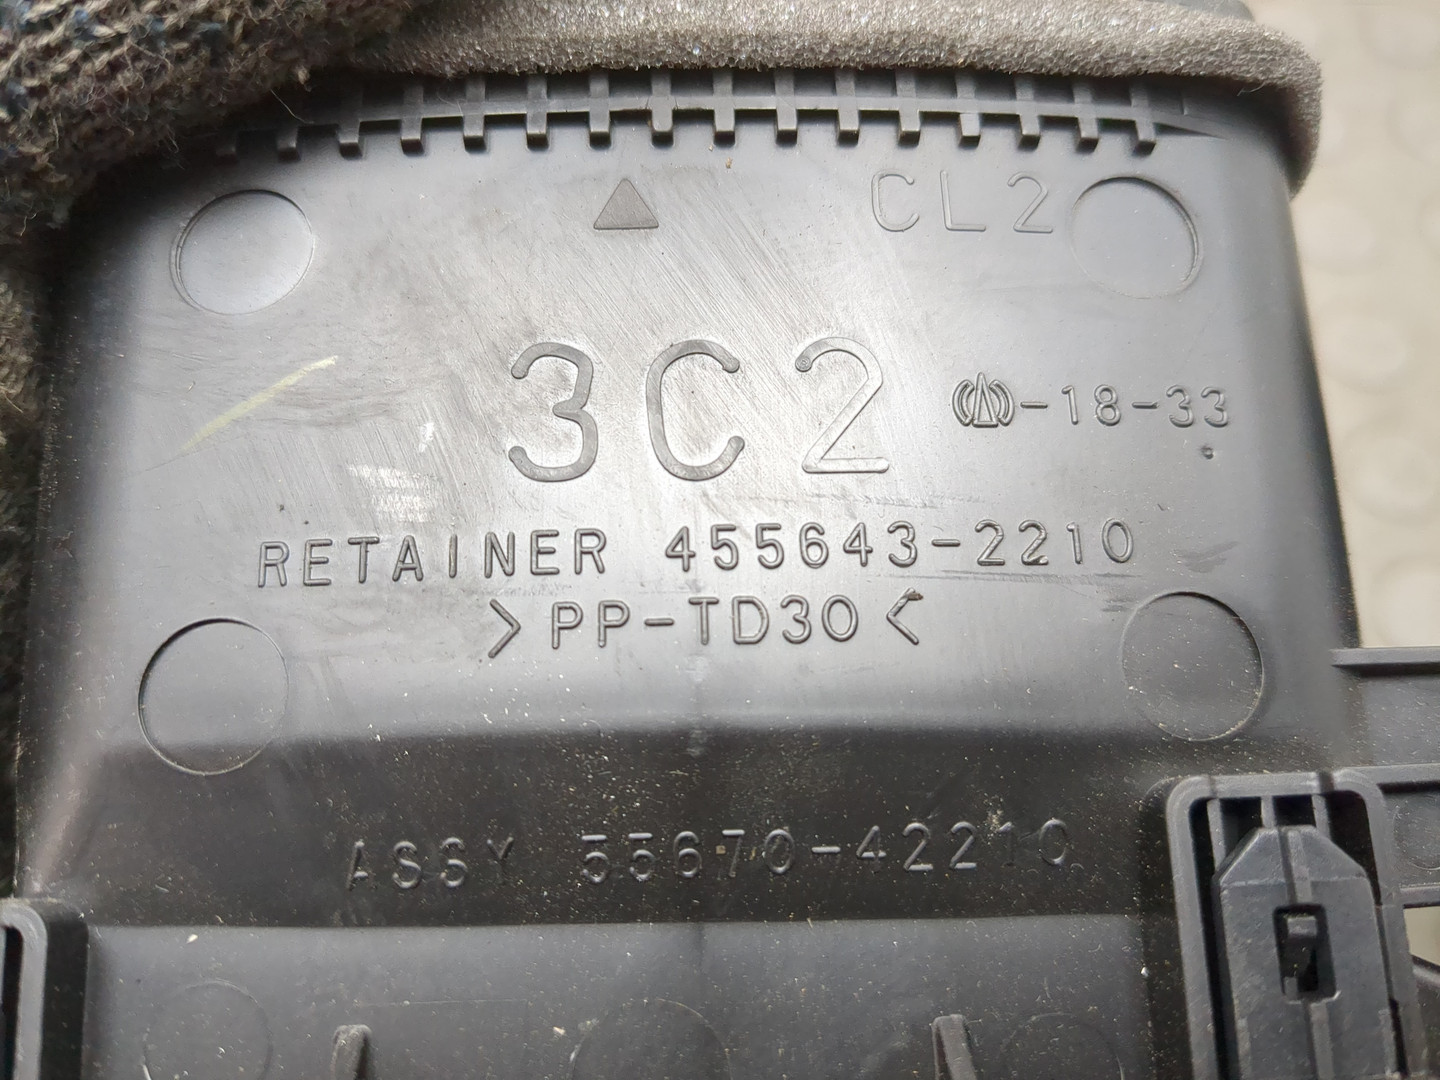 CL2
3C2
-18-33
RETAINER 455643-2210
>PP-TD30<
ASSY 55670-42210